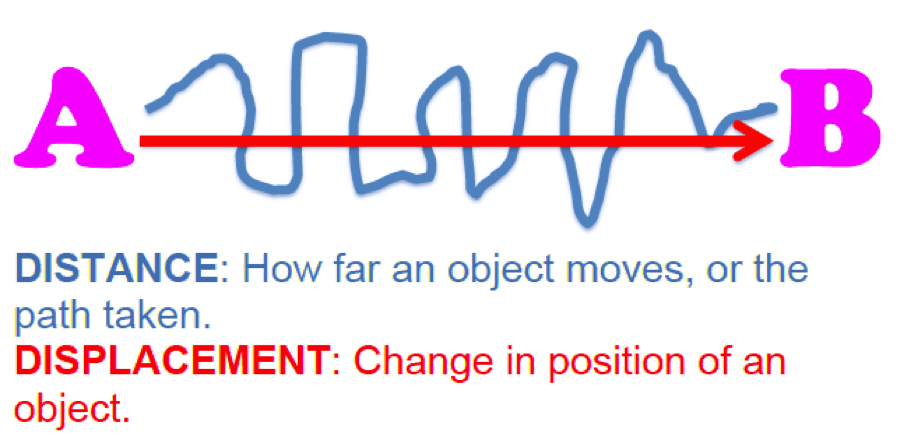 A B
DISTANCE: How far an object moves, or the
path taken.
DISPLACEMENT: Change in position of an
object.